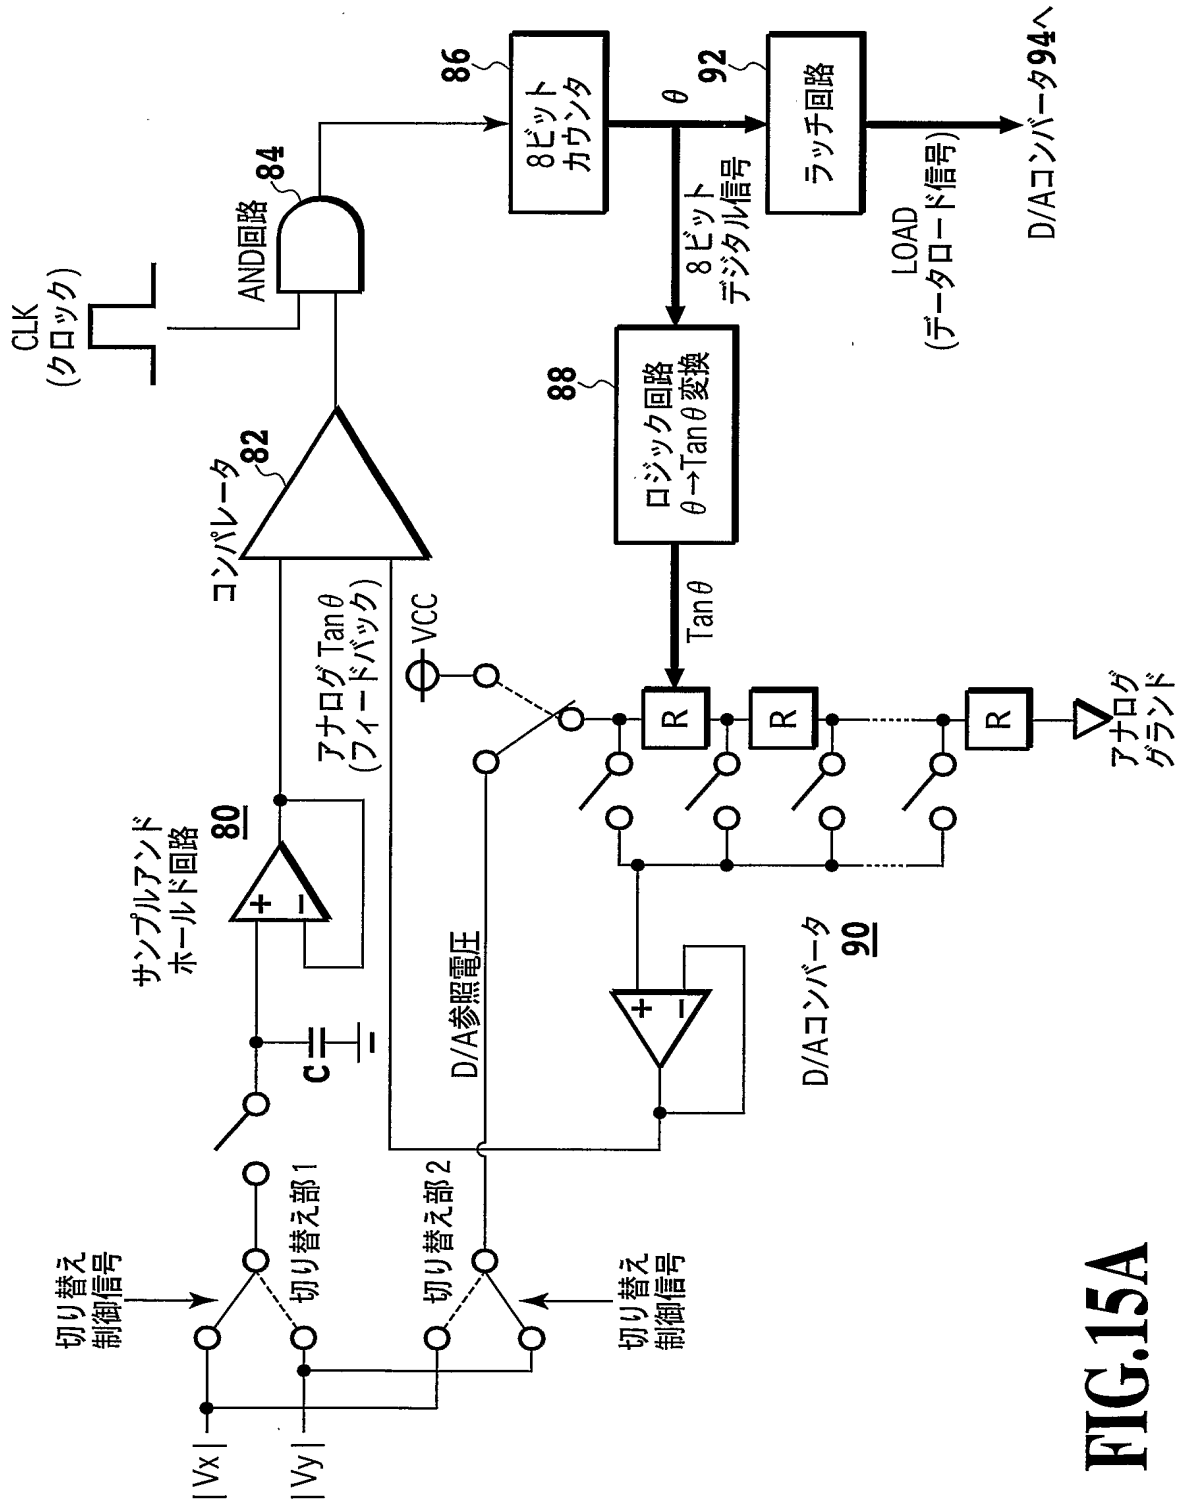 CLK
(クロック)
AND回路
84
86
8ビット
カウンタ
θ
92
ラッチ回路
LOAD
(データロード信号)
D/Aコンバータ94へ
8ビット
デジタル信号
88
ロジック回路
θ→Tanθ変換
Tanθ
コンパレータ
82
アナログTanθ
(フィードバック)
VCC
R
R
R
アナログ
グランド
サンプルアンド
ホールド回路
80
+
−
C
D/A参照電圧
+
−
D/Aコンバータ
90
切り替え
制御信号
切り替え部1
切り替え部2
切り替え
制御信号
|Vx|
|Vy|
FIG.15A